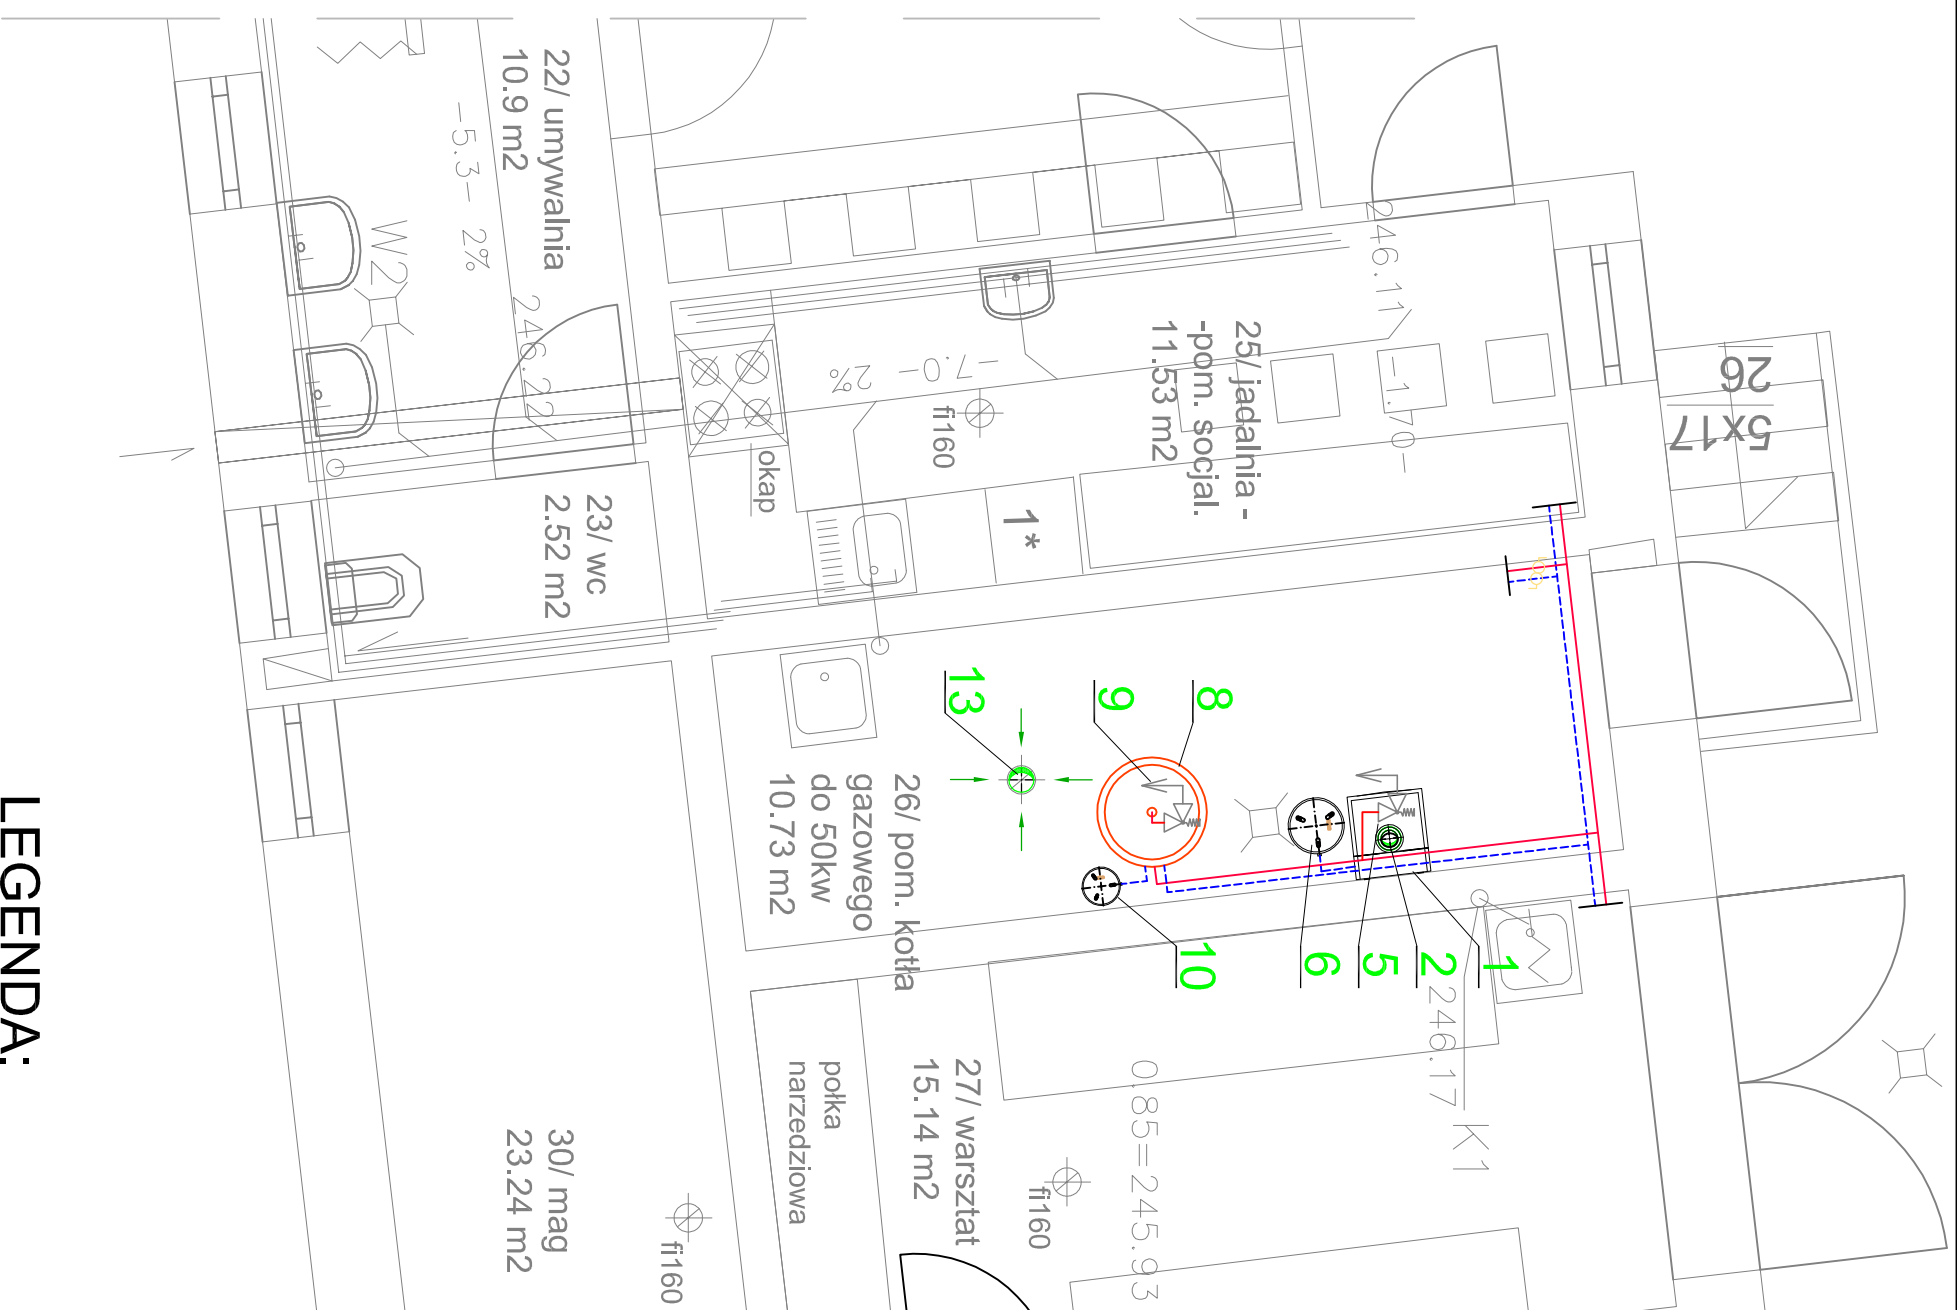 22/ umywalnia
10.9 m2
-5.3- 2%
W2
246.22
23/ wc
2.52 m2
okap
-7.0- 2%
fi160
1*
25/ jadalnia -
-pom. socjal.
11.53 m2
246.11
-1.70-
26
5x17
13
9
8
26/ pom. kotła
gazowego
do 50kw
10.73 m2
10
6
5
2
1
246.17
K1
27/ warsztat
15.14 m2
półka
narzedziowa
0.85=245.93
fi160
30/ mag
23.24 m2
fi160
LEGENDA: